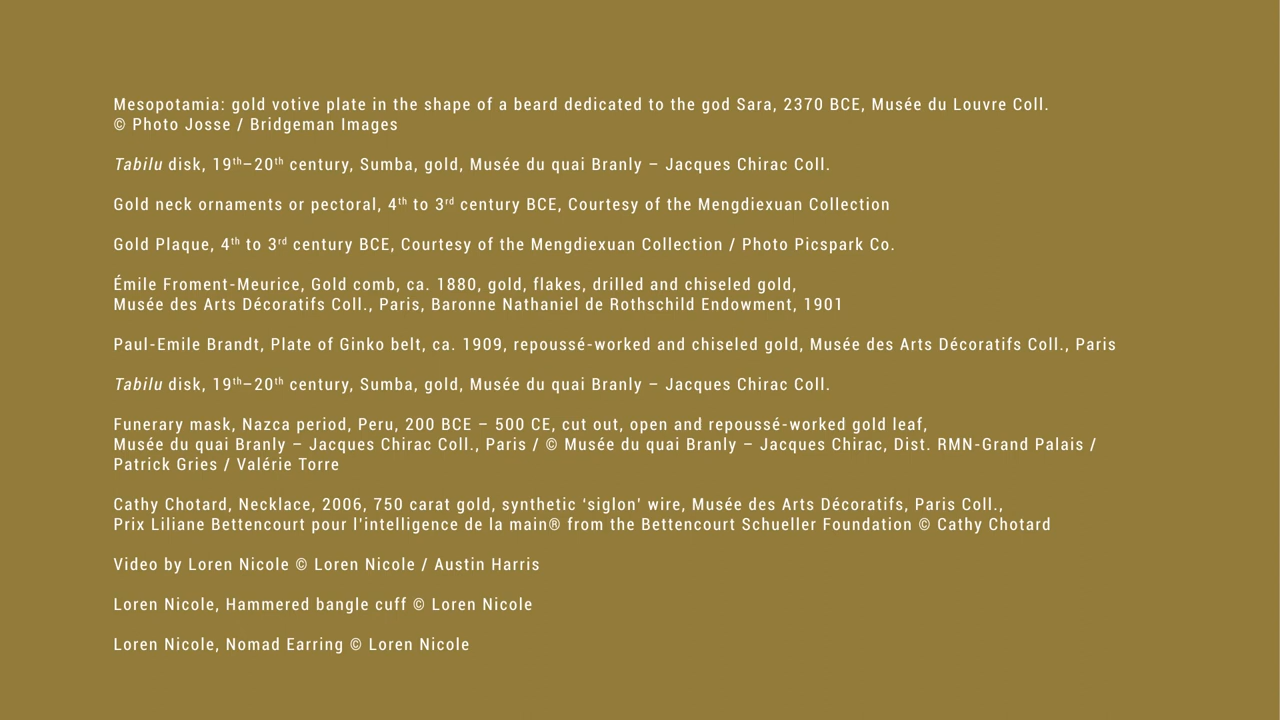 Mesopotamia: gold votive plate in the shape of a beard dedicated to the god Sara, 2370 BCE, Musée du Louvre Coll.
© Photo Josse / Bridgeman Images
Tabilu disk, 19th–20th century, Sumba, gold, Musée du quai Branly – Jacques Chirac Coll.
Gold neck ornaments or pectoral, 4th to 3rd century BCE, Courtesy of the Mengdiexuan Collection
Gold Plaque, 4th to 3rd century BCE, Courtesy of the Mengdiexuan Collection / Photo Picspark Co.
Émile Froment-Meurice, Gold comb, ca. 1880, gold, flakes, drilled and chiseled gold,
Musée des Arts Décoratifs Coll., Paris, Baronne Nathaniel de Rothschild Endowment, 1901
Paul-Emile Brandt, Plate of Ginko belt, ca. 1909, repoussé-worked and chiseled gold, Musée des Arts Décoratifs Coll., Paris
Tabilu disk, 19th–20th century, Sumba, gold, Musée du quai Branly – Jacques Chirac Coll.
Funerary mask, Nazca period, Peru, 200 BCE – 500 CE, cut out, open and repoussé-worked gold leaf,
Musée du quai Branly – Jacques Chirac Coll., Paris / © Musée du quai Branly – Jacques Chirac, Dist. RMN-Grand Palais /
Patrick Gries / Valérie Torre
Cathy Chotard, Necklace, 2006, 750 carat gold, synthetic ‘siglon’ wire, Musée des Arts Décoratifs, Paris Coll.,
Prix Liliane Bettencourt pour l’intelligence de la main® from the Bettencourt Schueller Foundation © Cathy Chotard
Video by Loren Nicole © Loren Nicole / Austin Harris
Loren Nicole, Hammered bangle cuff © Loren Nicole
Loren Nicole, Nomad Earring © Loren Nicole